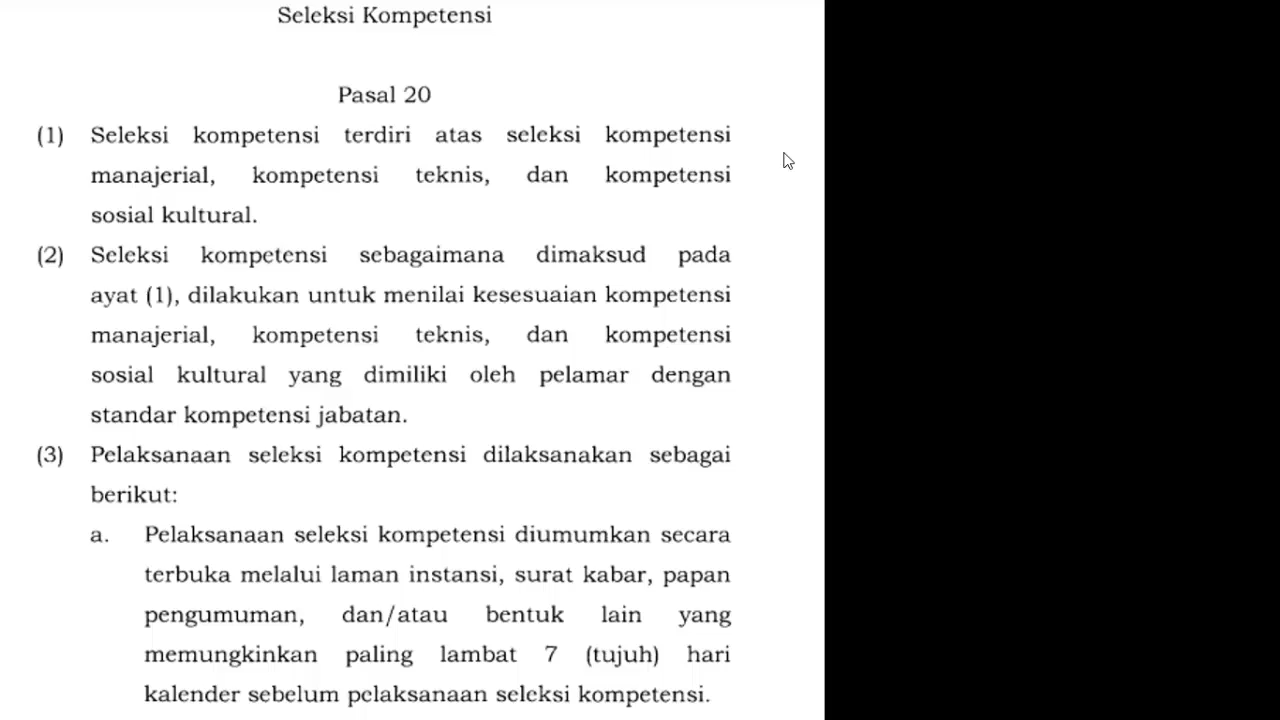 Seleksi Kompetensi
Pasal 20
(1) Seleksi kompetensi terdiri atas seleksi kompetensi
manajerial, kompetensi teknis, dan kompetensi
sosial kultural.
(2) Seleksi kompetensi sebagaimana dimaksud pada
ayat (1), dilakukan untuk menilai kesesuaian kompetensi
manajerial, kompetensi teknis, dan kompetensi
sosial kultural yang dimiliki oleh pelamar dengan
standar kompetensi jabatan.
(3) Pelaksanaan seleksi kompetensi dilaksanakan sebagai
berikut:
a. Pelaksanaan seleksi kompetensi diumumkan secara
terbuka melalui laman instansi, surat kabar, papan
pengumuman, dan/atau bentuk lain yang
memungkinkan paling lambat 7 (tujuh) hari
kalender sebelum pelaksanaan seleksi kompetensi.